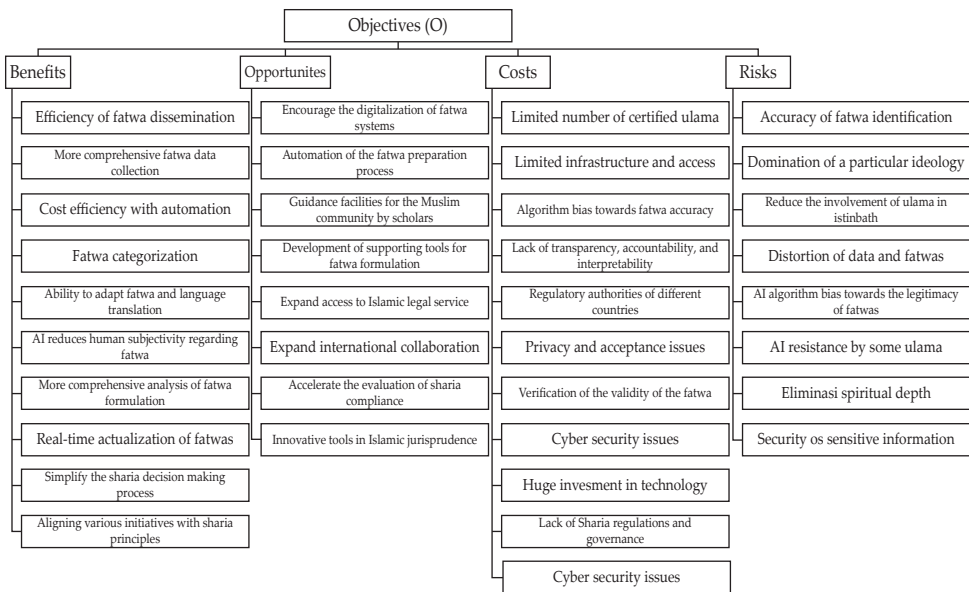 Objectives (O)
Benefits
Efficiency of fatwa dissemination
More comprehensive fatwa data
collection
Cost efficiency with automation
Fatwa categorization
Ability to adapt fatwa and language
translation
AI reduces human subjectivity regarding
fatwa
More comprehensive analysis of fatwa
formulation
Real-time actualization of fatwas
Simplify the sharia decision making
process
Aligning various initiatives with sharia
principles
Opportunites
Encourage the digitalization of fatwa
systems
Automation of the fatwa preparation
process
Guidance facilities for the Muslim
community by scholars
Development of supporting tools for
fatwa formulation
Expand access to Islamic legal service
Expand international collaboration
Accelerate the evaluation of sharia
compliance
Innovative tools in Islamic jurisprudence
Costs
Limited number of certified ulama
Limited infrastructure and access
Algorithm bias towards fatwa accuracy
Lack of transparency, accountability, and
interpretability
Regulatory authorities of different
countries
Privacy and acceptance issues
Verification of the validity of the fatwa
Cyber security issues
Huge invesment in technology
Lack of Sharia regulations and
governance
Cyber security issues
Risks
Accuracy of fatwa identification
Domination of a particular ideology
Reduce the involvement of ulama in
istinbath
Distortion of data and fatwas
AI algorithm bias towards the legitimacy
of fatwas
AI resistance by some ulama
Eliminasi spiritual depth
Security os sensitive information